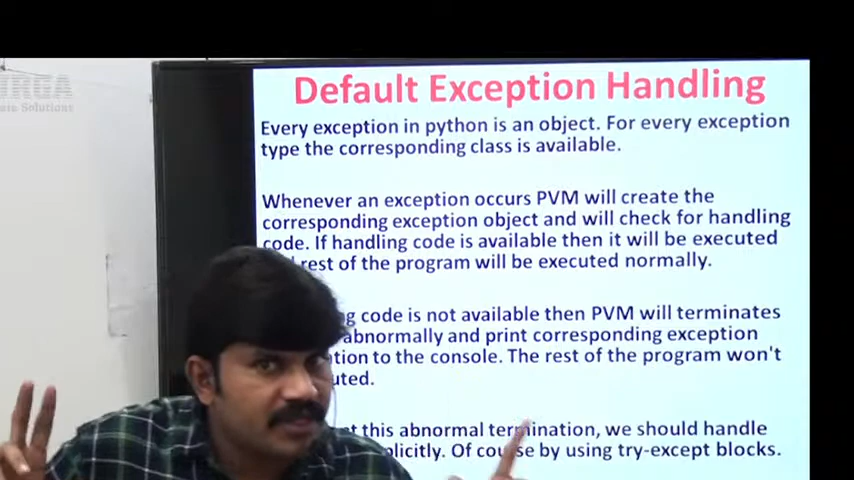 URGA
Solutions
Default Exception Handling
Every exception in python is an object. For every exception
type the corresponding class is available.
Whenever an exception occurs PVM will create the
corresponding exception object and will check for handling
code. If handling code is available then it will be executed
rest of the program will be executed normally.
code is not available then PVM will terminates
abnormally and print corresponding exception
to the console. The rest of the program won't
this abnormal termination, we should handle
Of course by using try-except blocks.